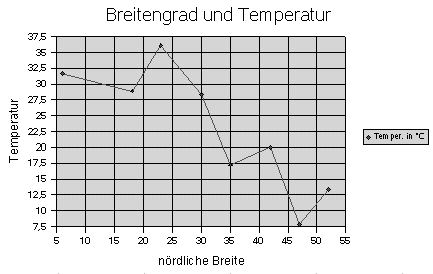 Breitengrad und Temperatur
37,5
35
32,5
30
27,5
25
22,5
20
17,5
15
12,5
10
7,5
Temperatur
5 10 15 20 25 30 35 40 45 50 55
nördliche Breite
Temper. in °C